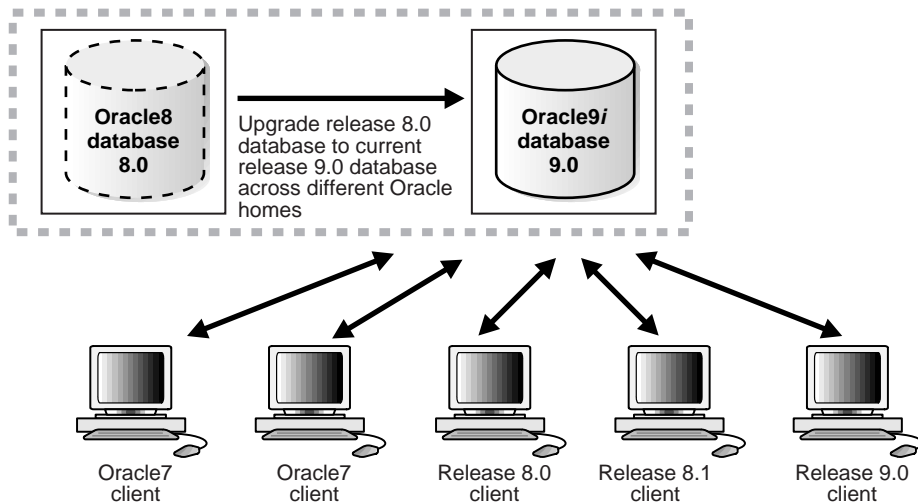 Oracle8
database
8.0
Upgrade release 8.0
database to current
release 9.0 database
across different Oracle
homes
Oracle9i
database
9.0
Oracle7
client
Oracle7
client
Release 8.0
client
Release 8.1
client
Release 9.0
client